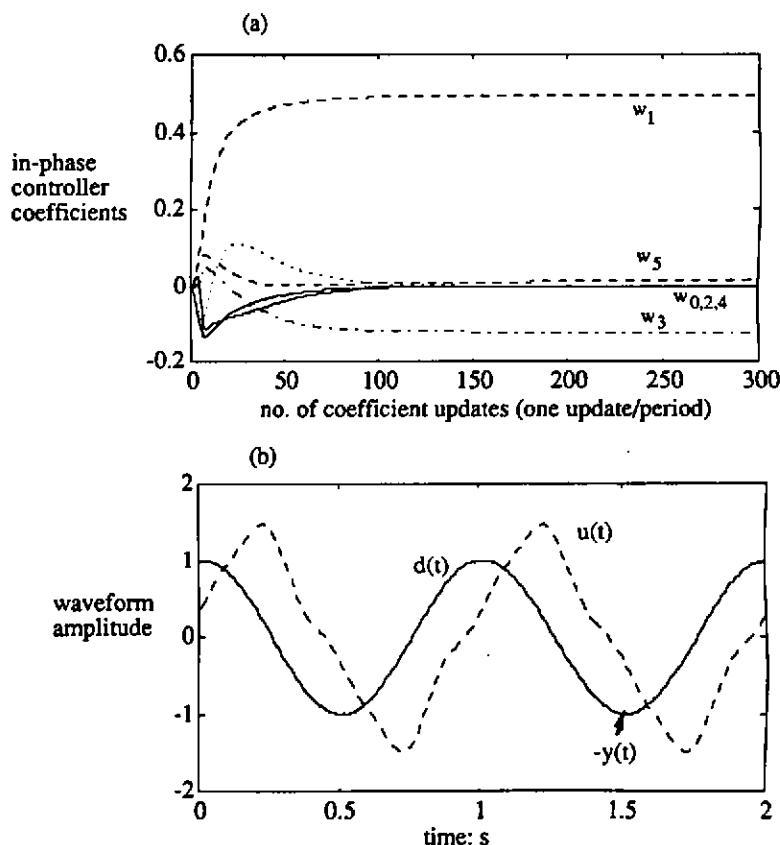 (a)
0.6
0.4
0.2
0
-0.2
in-phase
controller
coefficients
w1
w5
w0,2,4
w3
0 50 100 150 200 250 300
no. of coefficient updates (one update/period)
(b)
2
1
0
-1
-2
waveform
amplitude
d(t)
u(t)
-y(t)
0 0.5 1 1.5 2
time: s